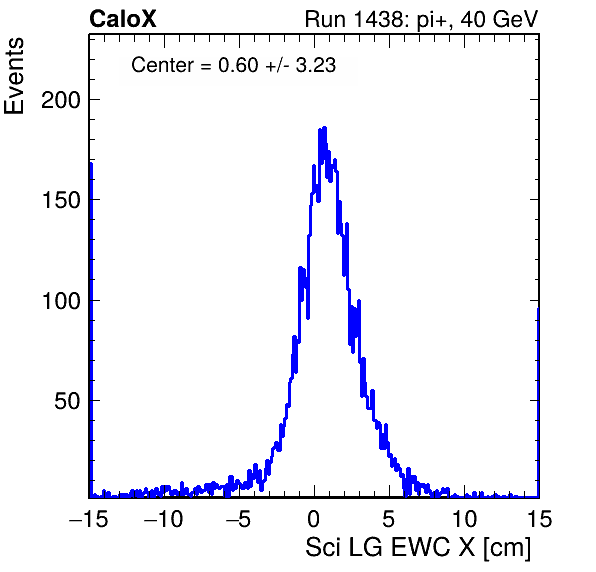 CaloX Run 1438: pi+, 40 GeV
Events
Center = 0.60 +/- 3.23
200
150
100
50
−15 −10 −5 0 5 10 15
Sci LG EWC X [cm]